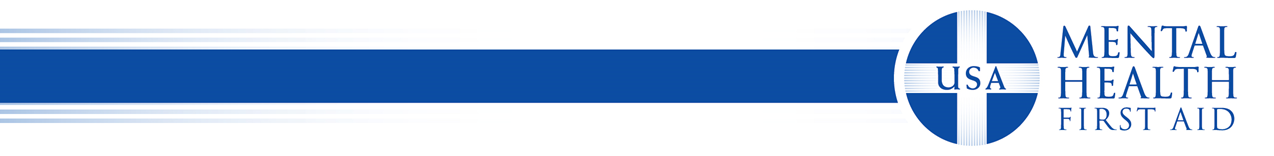 USA
MENTAL
HEALTH
FIRST AID